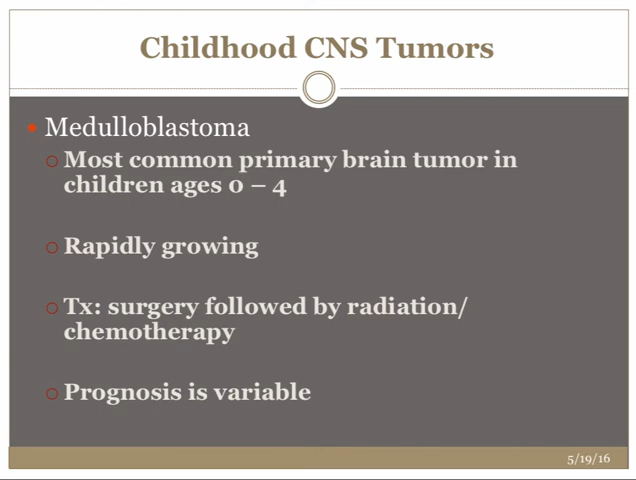 Childhood CNS Tumors
• Medulloblastoma
○ Most common primary brain tumor in
children ages 0 – 4
○ Rapidly growing
○ Tx: surgery followed by radiation/
chemotherapy
○ Prognosis is variable
5/19/16